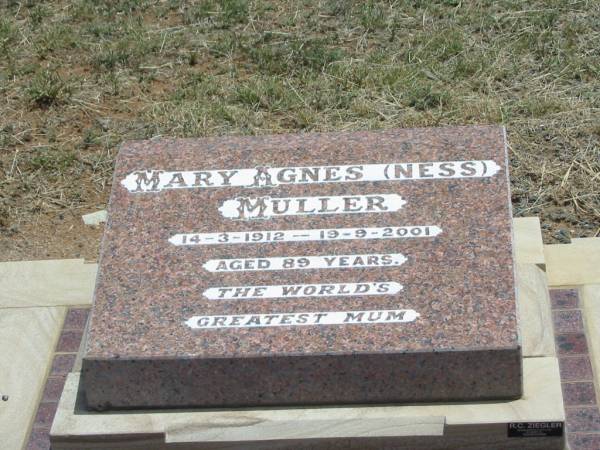 MARY AGNES (NESS)
MULLER
14-3-1912 — 19-9-2001
AGED 89 YEARS.
THE WORLD'S
GREATEST MUM
R.C. ZIEGLER